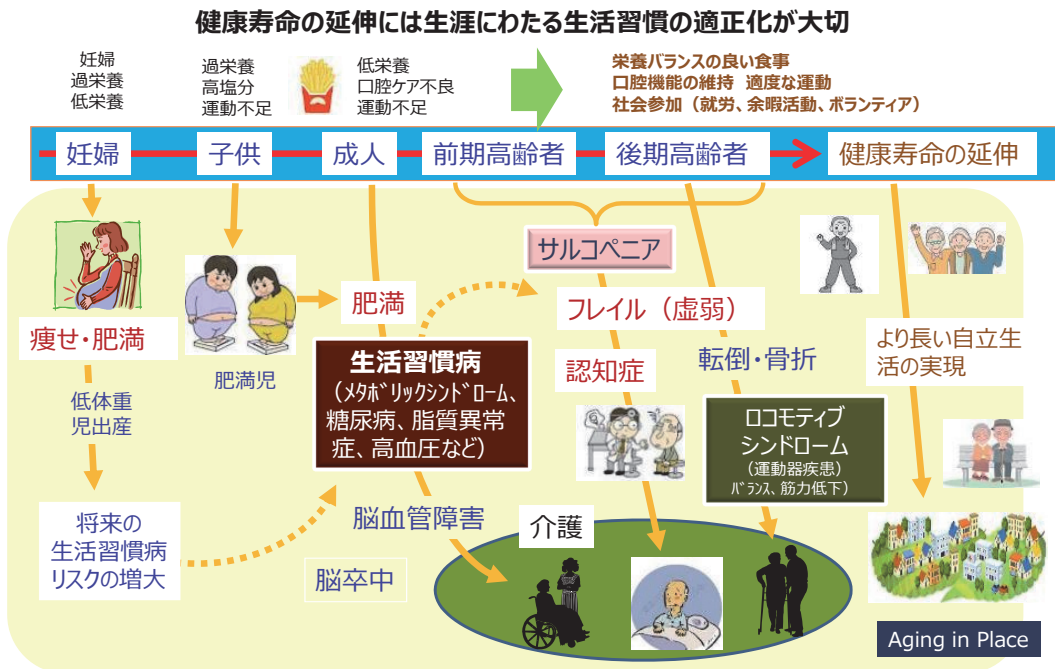 健康寿命の延伸には生涯にわたる生活習慣の適正化が大切
妊婦
過栄養
低栄養
過栄養
高塩分
運動不足
低栄養
口腔ケア不良
運動不足
栄養バランスの良い食事
口腔機能の維持 適度な運動
社会参加（就労、余暇活動、ボランティア）
妊婦
子供
成人
前期高齢者
後期高齢者
健康寿命の延伸
サルコペニア
痩せ・肥満
肥満児
肥満
フレイル（虚弱）
認知症
転倒・骨折
より長い自立生
活の実現
低体重
児出産
生活習慣病
（ﾒﾀﾎﾞﾘｯｸｼﾝﾄﾞﾛｰﾑ、
糖尿病、脂質異常
症、高血圧など）
ロコモティブ
シンドローム
（運動器疾患）
ﾊﾞﾗﾝｽ、筋力低下）
将来の
生活習慣病
リスクの増大
脳血管障害
脳卒中
介護
Aging in Place